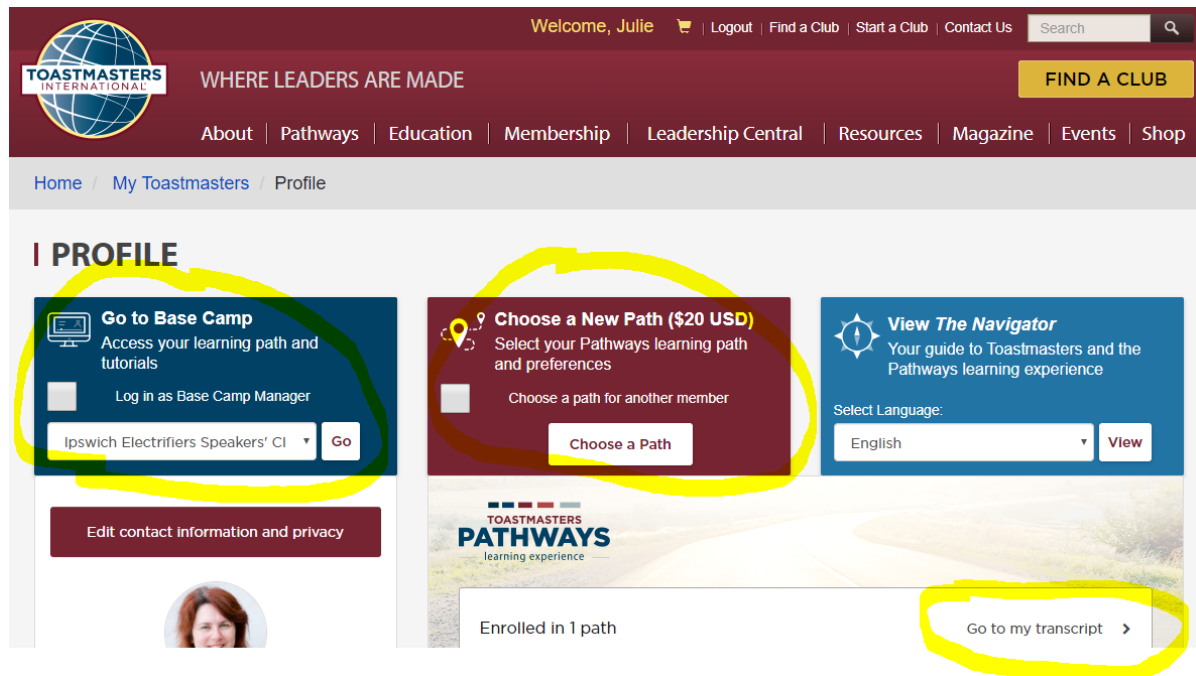 Welcome, Julie | Logout | Find a Club | Start a Club | Contact Us Search
TOASTMASTERS
INTERNATIONAL
WHERE LEADERS ARE MADE
FIND A CLUB
About | Pathways | Education | Membership | Leadership Central | Resources | Magazine | Events | Shop
Home / My Toastmasters / Profile
PROFILE
Go to Base Camp
Access your learning path and
tutorials
Log in as Base Camp Manager
Ipswich Electrifiers Speakers' Cl Go
Choose a New Path ($20 USD)
Select your Pathways learning path
and preferences
Choose a path for another member
Choose a Path
View The Navigator
Your guide to Toastmasters and the
Pathways learning experience
Select Language:
English View
Edit contact information and privacy
TOASTMASTERS
PATHWAYS
learning experience
Enrolled in 1 path
Go to my transcript >